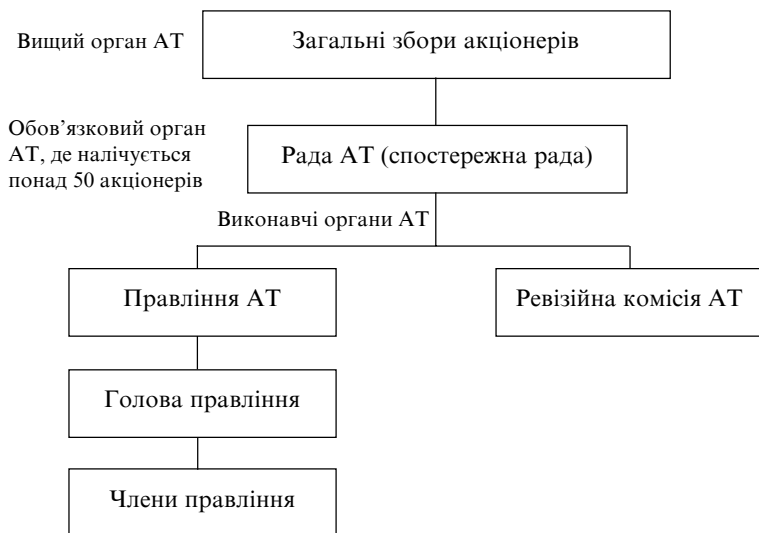 Вищий орган АТ
Загальні збори акціонерів
Обов’язковий орган
АТ, де налічується
понад 50 акціонерів
Рада АТ (спостережна рада)
Виконавчі органи АТ
Правління АТ
Ревізійна комісія АТ
Голова правління
Члени правління